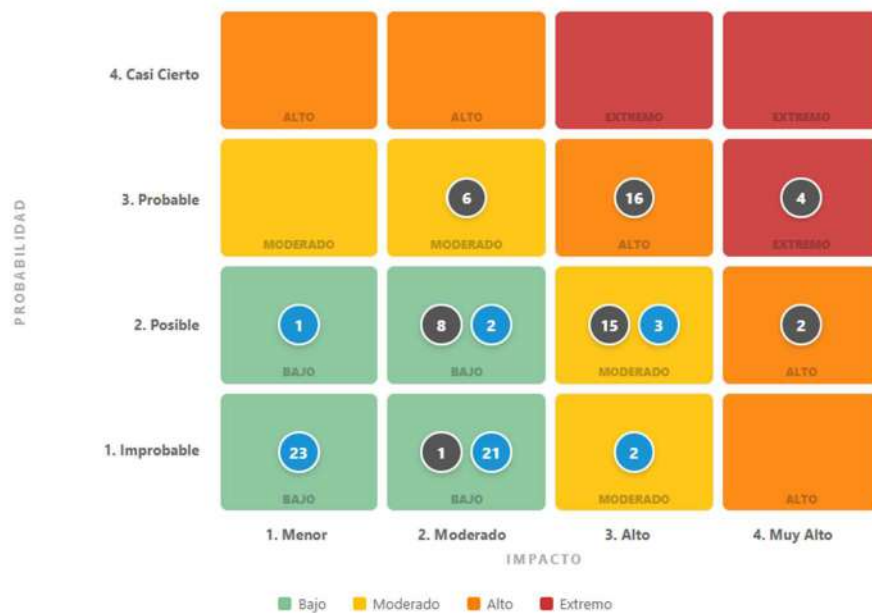 4. Casi Cierto
ALTO
ALTO
EXTREMO
EXTREMO
PROBABILIDAD
3. Probable
6
16
4
MODERADO
MODERADO
ALTO
EXTREMO
2. Posible
1
8
2
15
3
2
BAJO
BAJO
MODERADO
ALTO
1. Improbable
23
1
21
2
BAJO
BAJO
MODERADO
ALTO
1. Menor
2. Moderado
3. Alto
4. Muy Alto
IMPACTO
Bajo
Moderado
Alto
Extremo